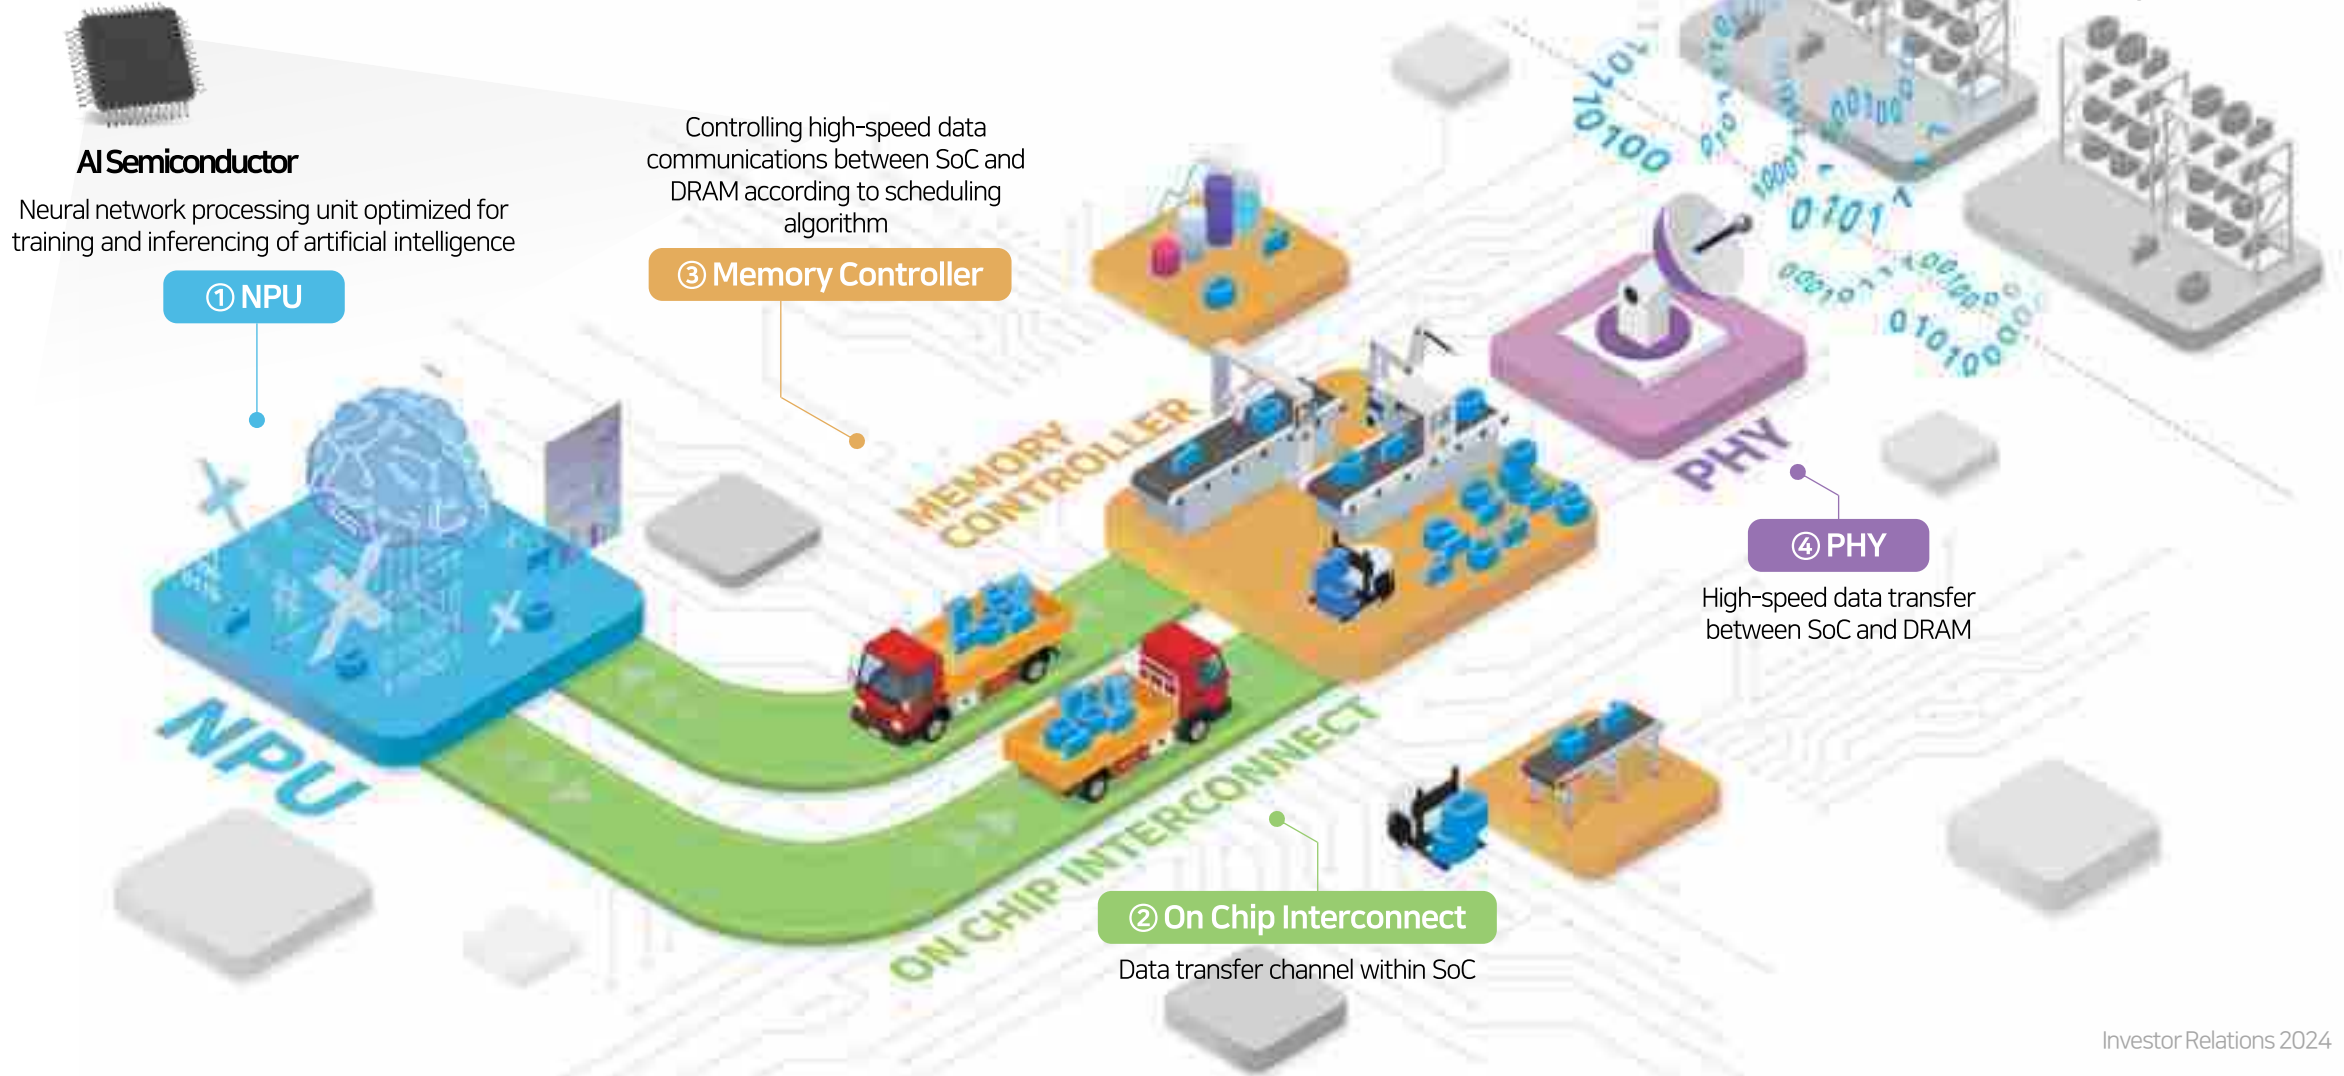 AI Semiconductor
Neural network processing unit optimized for
training and inferencing of artificial intelligence
① NPU
Controlling high-speed data
communications between SoC and
DRAM according to scheduling
algorithm
③ Memory Controller
MEMORY
CONTROLLER
NPU
PHY
④ PHY
High-speed data transfer
between SoC and DRAM
ON CHIP INTERCONNECT
② On Chip Interconnect
Data transfer channel within SoC
10100
01011
Investor Relations 2024